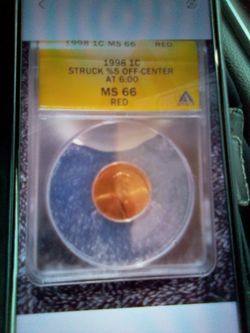 1998 1C MS 66 RED
1998 1C
STRUCK %5 OFF-CENTER
AT 6:00
MS 66
RED